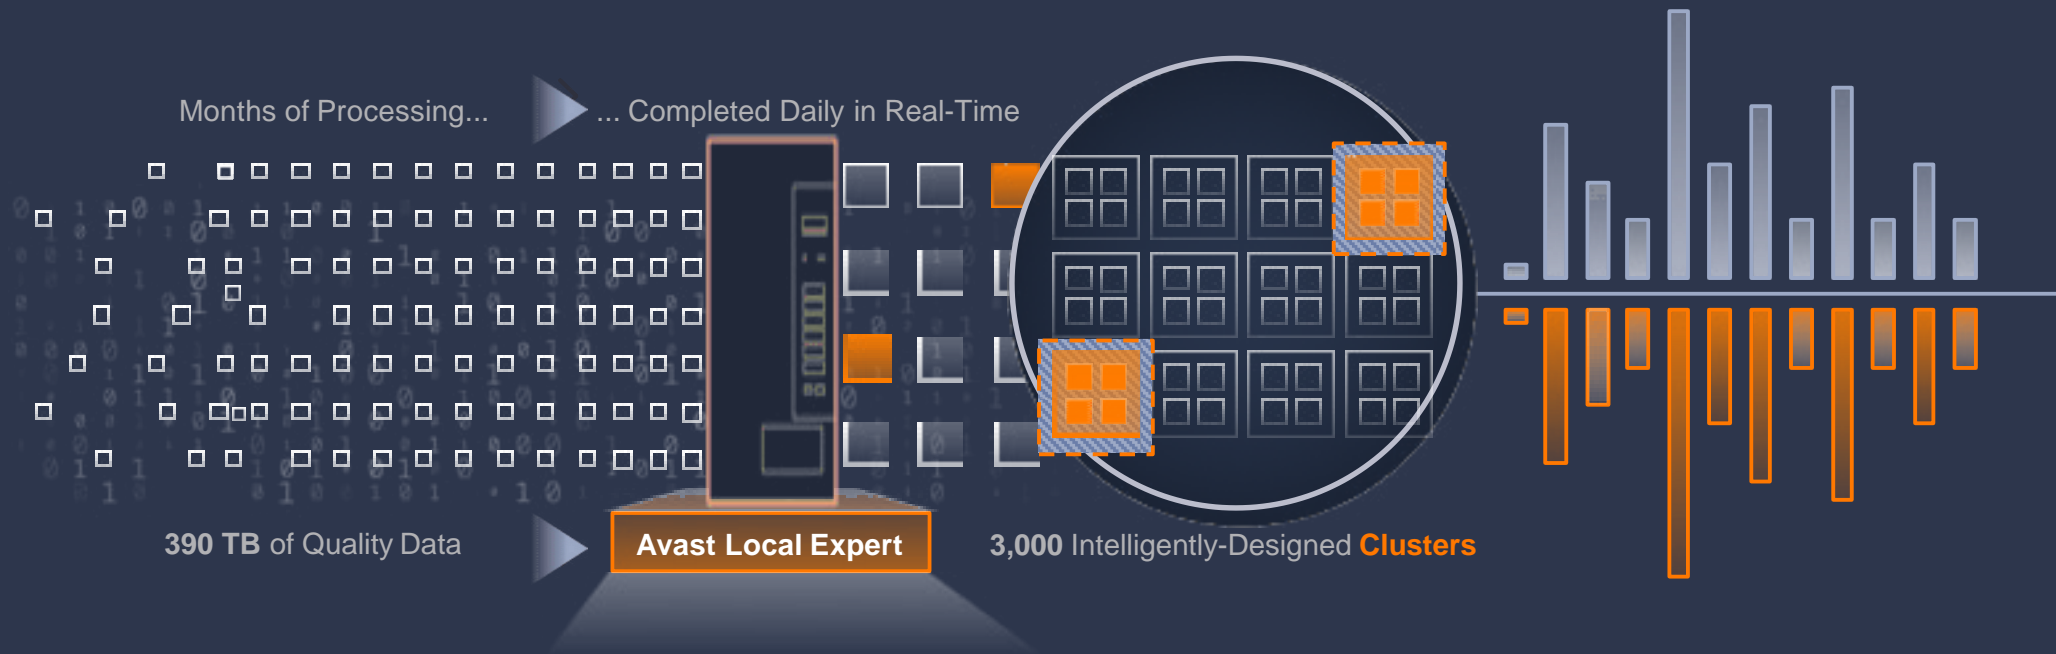 Months of Processing...
... Completed Daily in Real-Time
390 TB of Quality Data
Avast Local Expert
3,000 Intelligently-Designed Clusters